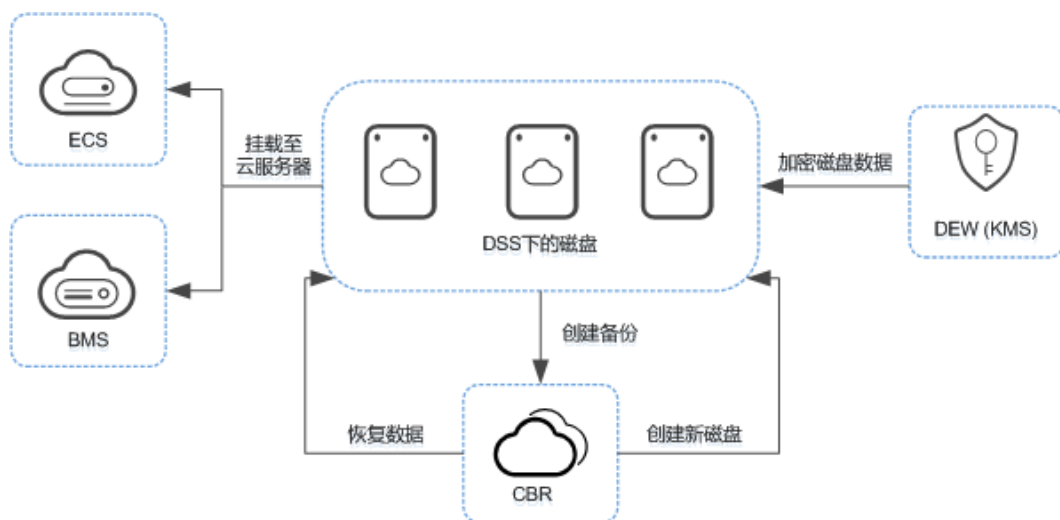 ECS
挂载至
云服务器
BMS
DSS下的磁盘
加密磁盘数据
DEW (KMS)
创建备份
恢复数据
创建新磁盘
CBR